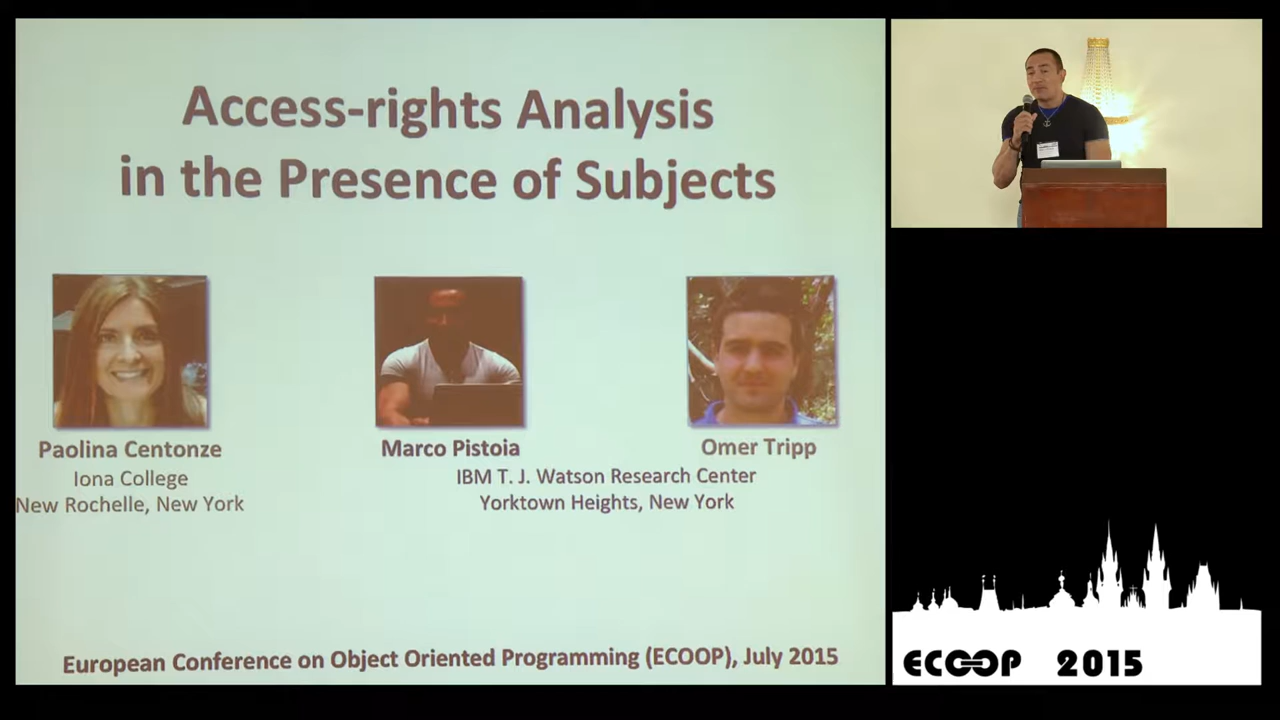 Access-rights Analysis
in the Presence of Subjects
Paolina Centonze
Iona College
New Rochelle, New York
Marco Pistoia
Omer Tripp
IBM T. J. Watson Research Center
Yorktown Heights, New York
European Conference on Object Oriented Programming (ECOOP), July 2015
ECOOP 2015